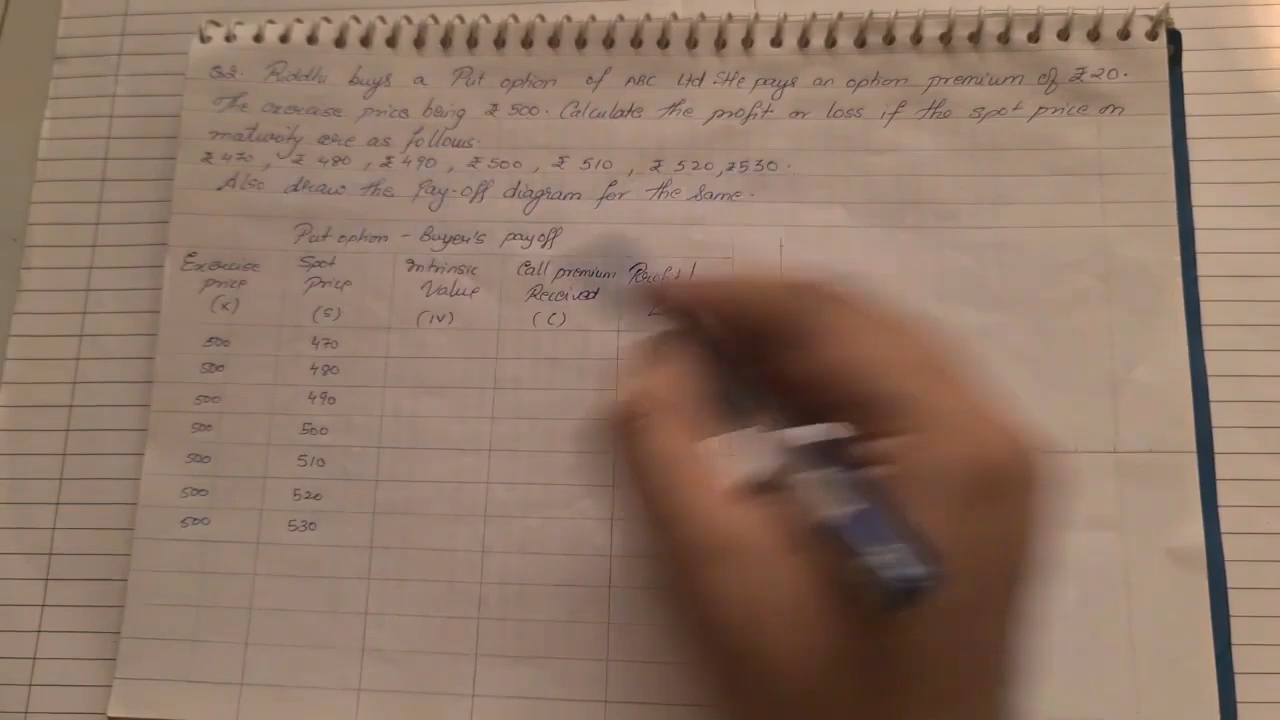 Q2. Riddhi buys a Put option of ABC Ltd. She pays an option premium of ₹20.
The exercise price being ₹ 500. Calculate the profit or loss if the spot price on
maturity are as follows.
₹ 470, ₹ 480, ₹ 490, ₹ 500, ₹ 510, ₹ 520, ₹530.
Also draw the Pay-off diagram for the same.
Put option - Buyer's payoff
Exercise price (X) Spot Price (S) Intrinsic Value (IV) Call premium Received (C)
500 470
500 480
500 490
500 500
500 510
500 520
500 530